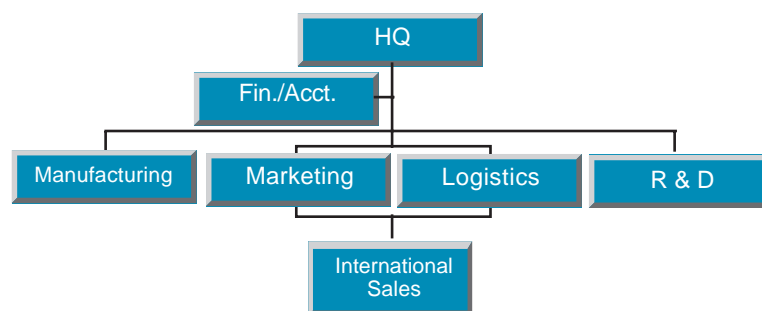 HQ
Fin./Acct.
Manufacturing
Marketing
Logistics
R & D
International
Sales